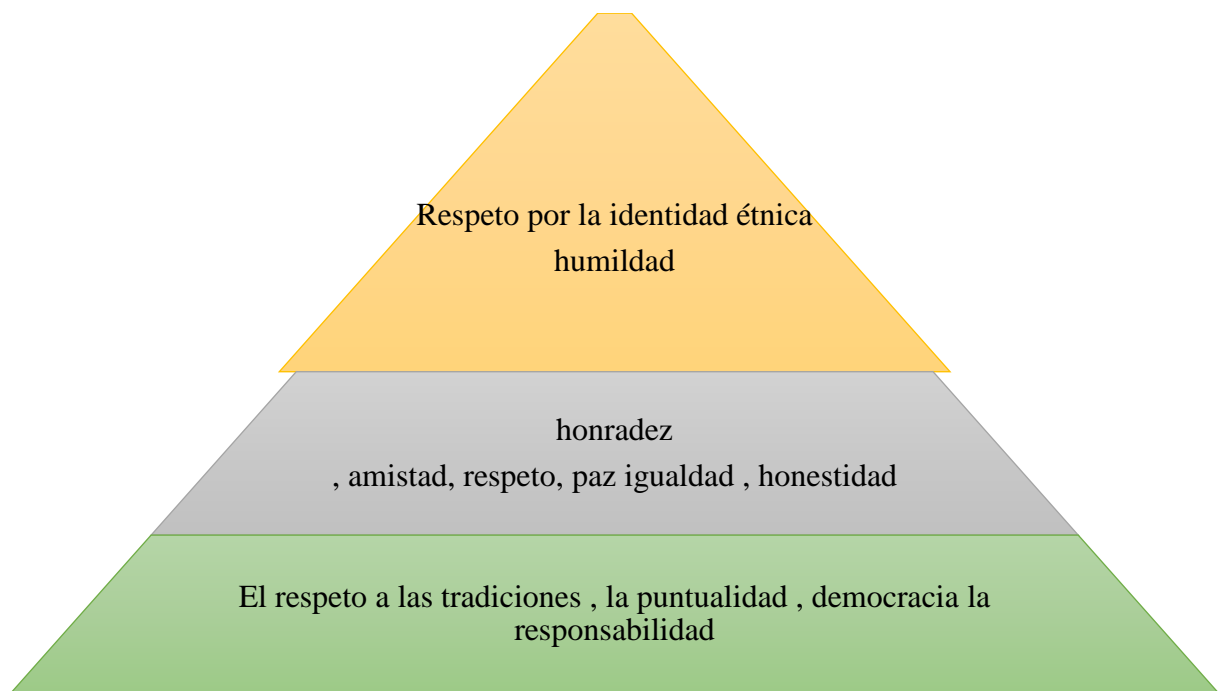 Respeto por la identidad étnica
humildad
honradez
, amistad, respeto, paz igualdad , honestidad
El respeto a las tradiciones , la puntualidad , democracia la
responsabilidad